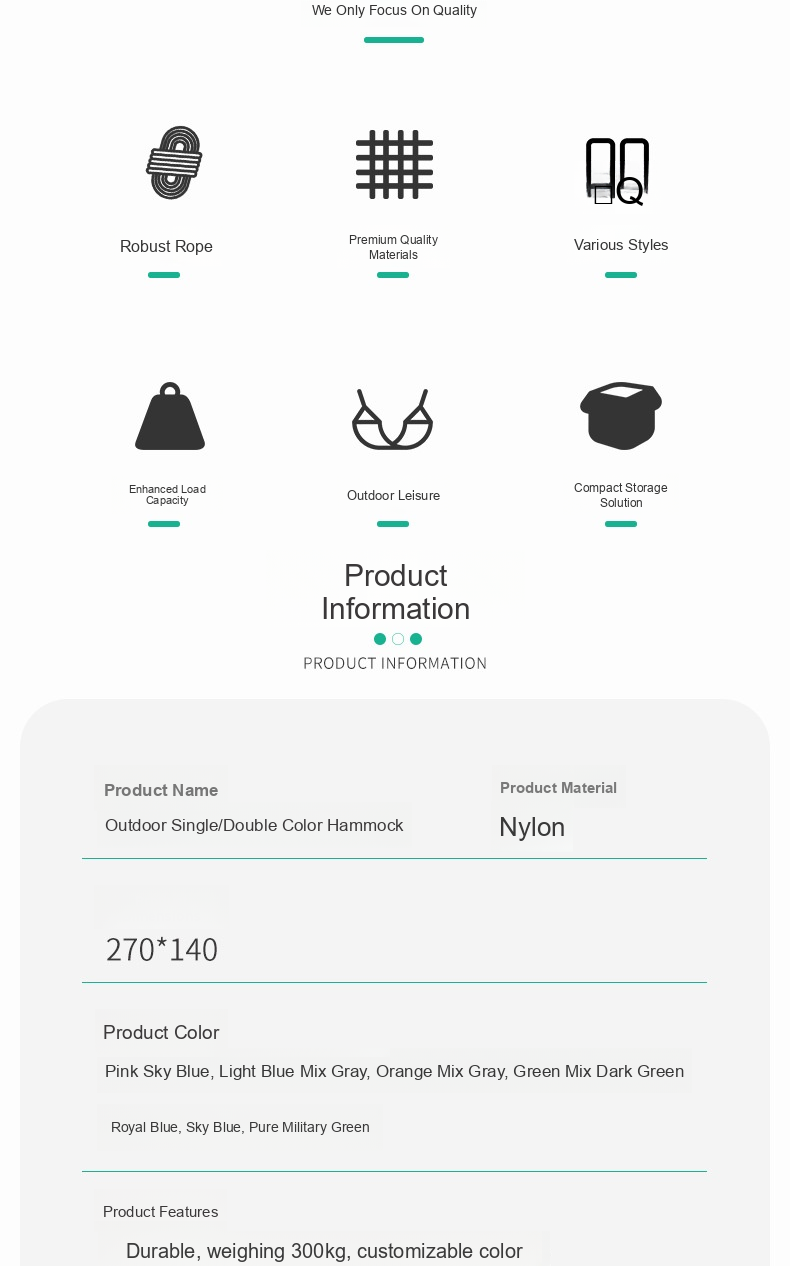 We Only Focus On Quality
Robust Rope
Premium Quality
Materials
□Q
Various Styles
Enhanced Load
Capacity
Outdoor Leisure
Compact Storage
Solution
Product
Information
PRODUCT INFORMATION
Product Name
Product Material
Outdoor Single/Double Color Hammock
Nylon
270*140
Product Color
Pink Sky Blue, Light Blue Mix Gray, Orange Mix Gray, Green Mix Dark Green
Royal Blue, Sky Blue, Pure Military Green
Product Features
Durable, weighing 300kg, customizable color